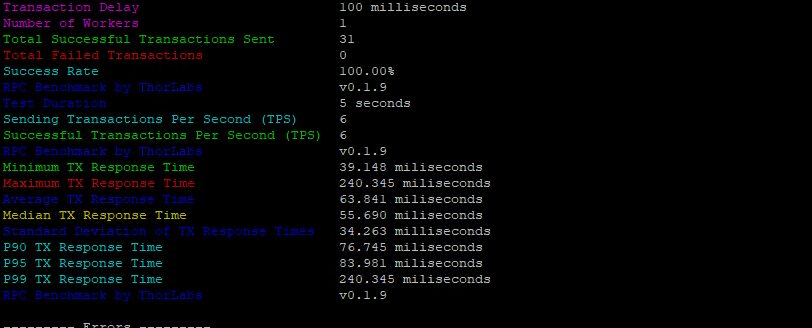 Transaction Delay 100 milliseconds
Number of Workers 1
Total Successful Transactions Sent 31
Total Failed Transactions 0
Success Rate 100.00%
RPC Benchmark by ThorLabs v0.1.9
Test Duration 5 seconds
Sending Transactions Per Second (TPS) 6
Successful Transactions Per Second (TPS) 6
RPC Benchmark by ThorLabs v0.1.9
Minimum TX Response Time 39.148 miliseconds
Maximum TX Response Time 240.345 miliseconds
Average TX Response Time 63.841 miliseconds
Median TX Response Time 55.690 miliseconds
Standard Deviation of TX Response Times 34.263 miliseconds
P90 TX Response Time 76.745 miliseconds
P95 TX Response Time 83.981 miliseconds
P99 TX Response Time 240.345 miliseconds
RPC Benchmark by ThorLabs v0.1.9
--------- Errors ---------